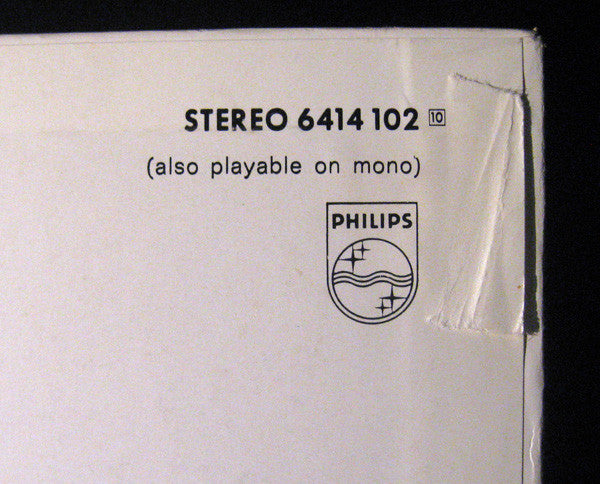 STEREO 6414 102 10
(also playable on mono)
PHILIPS